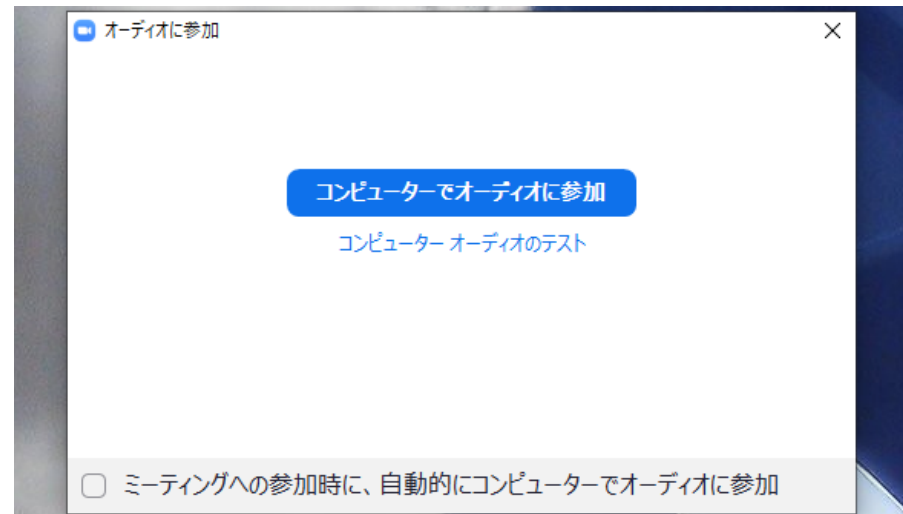 オーディオに参加
コンピューターでオーディオに参加
コンピューター オーディオのテスト
ミーティングへの参加時に、自動的にコンピューターでオーディオに参加